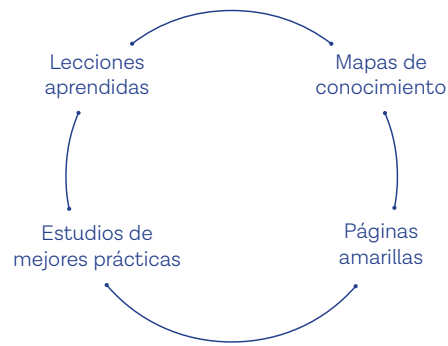 Lecciones
aprendidas
Mapas de
conocimiento
Estudios de
mejores prácticas
Páginas
amarillas